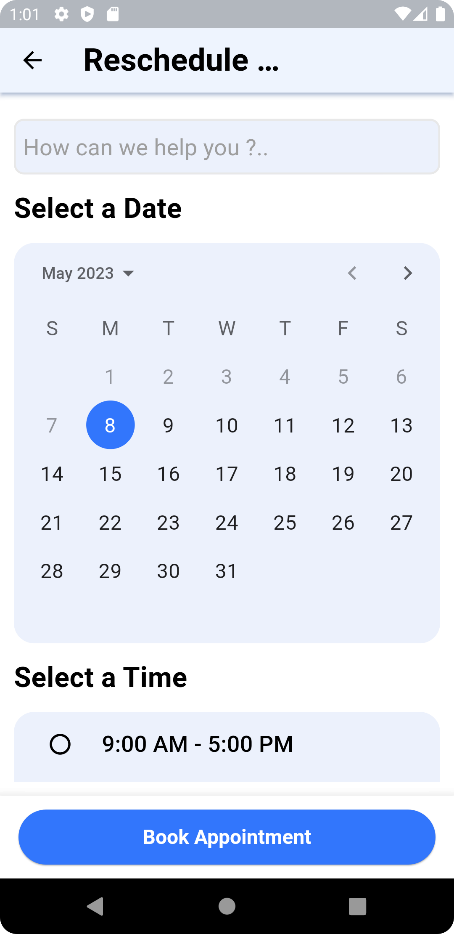 1:01
Reschedule ...
How can we help you ?..
Select a Date
May 2023
S M T W T F S
1 2 3 4 5 6
7 8 9 10 11 12 13
14 15 16 17 18 19 20
21 22 23 24 25 26 27
28 29 30 31
Select a Time
9:00 AM - 5:00 PM
Book Appointment